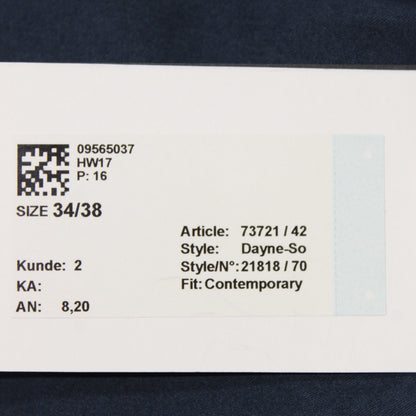 09565037
HW17
P: 16
SIZE 34/38
Article: 73721 / 42
Style: Dayne-So
Kunde: 2 Style/N°: 21818 / 70
KA: Fit: Contemporary
AN: 8,20